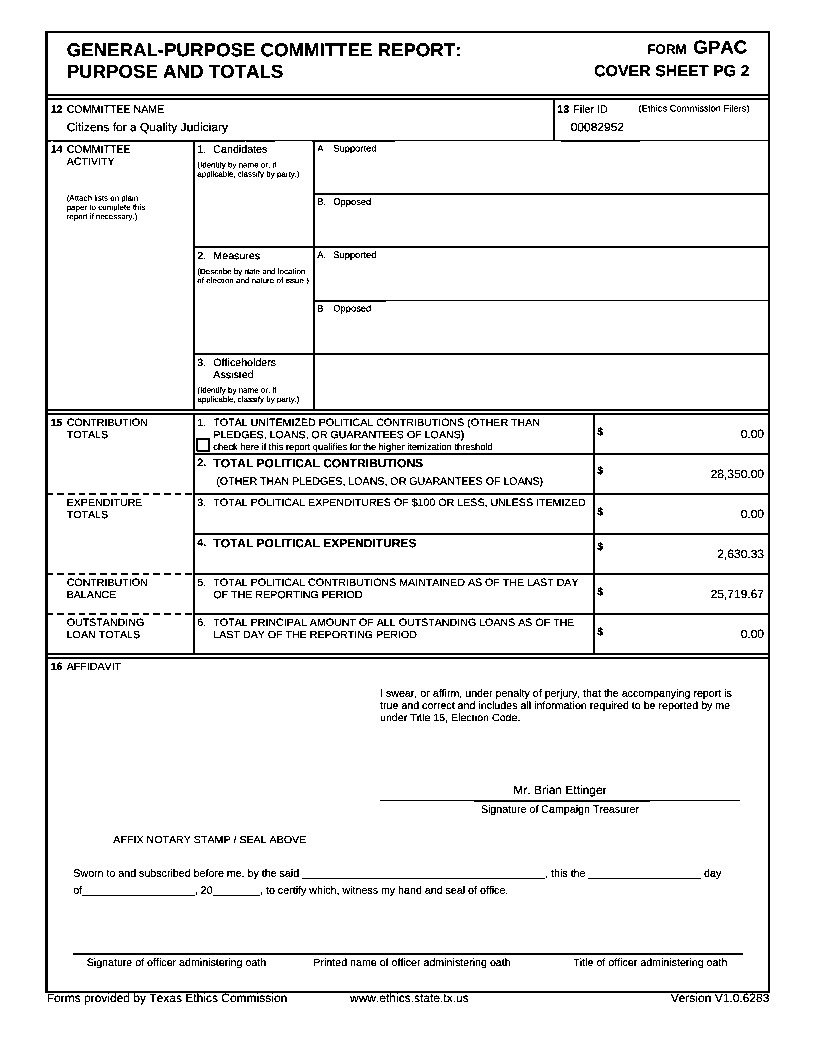 GENERAL-PURPOSE COMMITTEE REPORT:
PURPOSE AND TOTALS
FORM GPAC
COVER SHEET PG 2
12 COMMITTEE NAME
Citizens for a Quality Judiciary
13 Filer ID (Ethics Commission Filers)
00082952
14 COMMITTEE
ACTIVITY
(Attach lists on plain
paper to complete this
report if necessary.)
1. Candidates
(Identify by name or, if
applicable, classify by party.)
A Supported
B. Opposed
2. Measures
(Describe by date and location
of election and nature of issue.)
A. Supported
B Opposed
3. Officeholders
Assisted
(Identify by name or, if
applicable, classify by party.)
15 CONTRIBUTION
TOTALS
1. TOTAL UNITEMIZED POLITICAL CONTRIBUTIONS (OTHER THAN
PLEDGES, LOANS, OR GUARANTEES OF LOANS)
check here if this report qualifies for the higher itemization threshold
$ 0.00
2. TOTAL POLITICAL CONTRIBUTIONS
(OTHER THAN PLEDGES, LOANS, OR GUARANTEES OF LOANS)
$ 28,350.00
EXPENDITURE
TOTALS
3. TOTAL POLITICAL EXPENDITURES OF $100 OR LESS, UNLESS ITEMIZED
$ 0.00
4. TOTAL POLITICAL EXPENDITURES
$ 2,630.33
CONTRIBUTION
BALANCE
5. TOTAL POLITICAL CONTRIBUTIONS MAINTAINED AS OF THE LAST DAY
OF THE REPORTING PERIOD
$ 25,719.67
OUTSTANDING
LOAN TOTALS
6. TOTAL PRINCIPAL AMOUNT OF ALL OUTSTANDING LOANS AS OF THE
LAST DAY OF THE REPORTING PERIOD
$ 0.00
16 AFFIDAVIT
I swear, or affirm, under penalty of perjury, that the accompanying report is
true and correct and includes all information required to be reported by me
under Title 15, Election Code.
Mr. Brian Ettinger
Signature of Campaign Treasurer
AFFIX NOTARY STAMP / SEAL ABOVE
Sworn to and subscribed before me, by the said ____________________, this the ____________________ day
of____________________, 20________, to certify which, witness my hand and seal of office.
Signature of officer administering oath Printed name of officer administering oath Title of officer administering oath
Forms provided by Texas Ethics Commission www.ethics.state.tx.us Version V1.0.6283